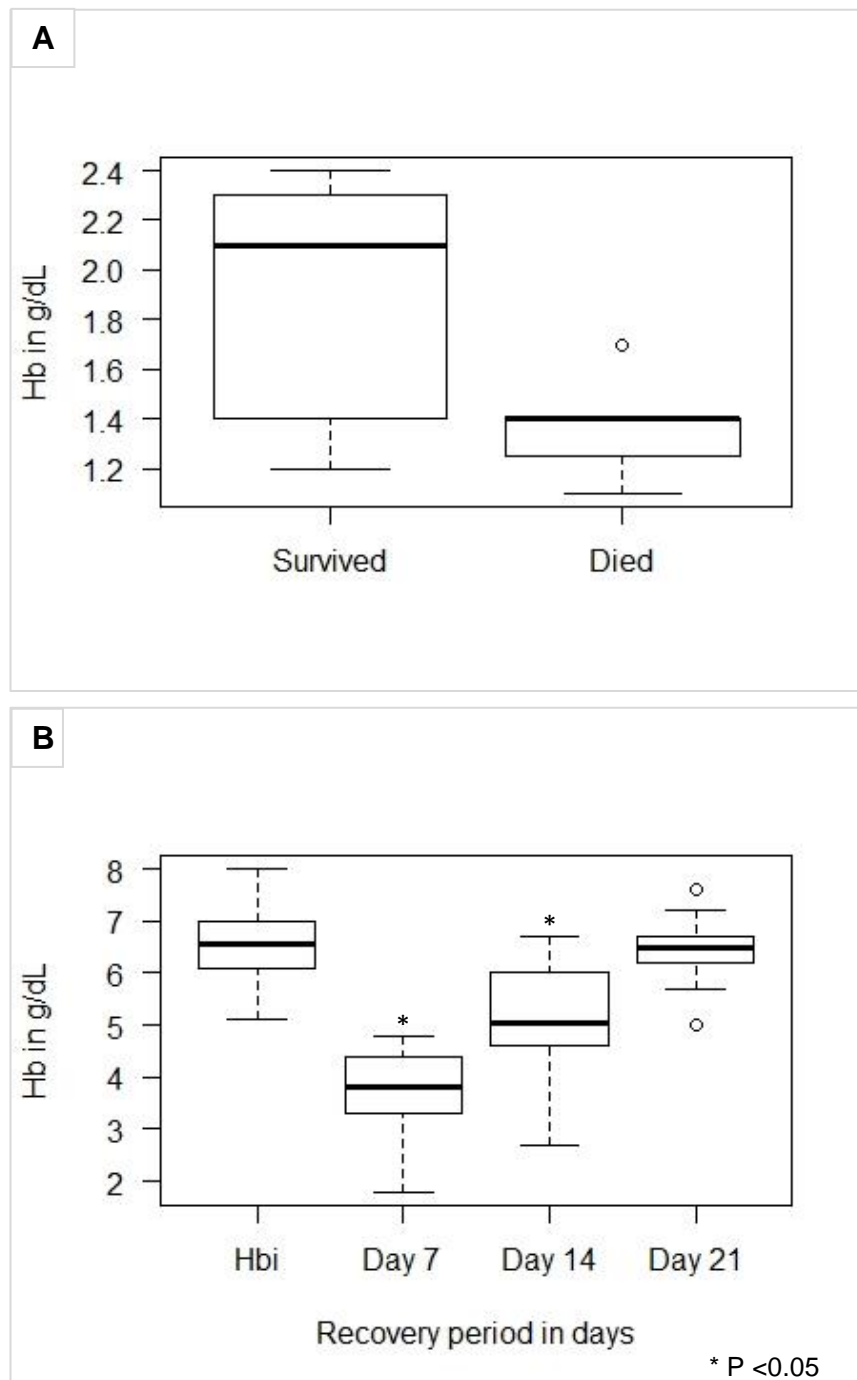 A
Hb in g/dL
2.4
2.2
2.0
1.8
1.6
1.4
1.2
Survived Died
B
Hb in g/dL
8
7
6
5
4
3
2
*
*
Hbi Day 7 Day 14 Day 21
Recovery period in days
* P <0.05